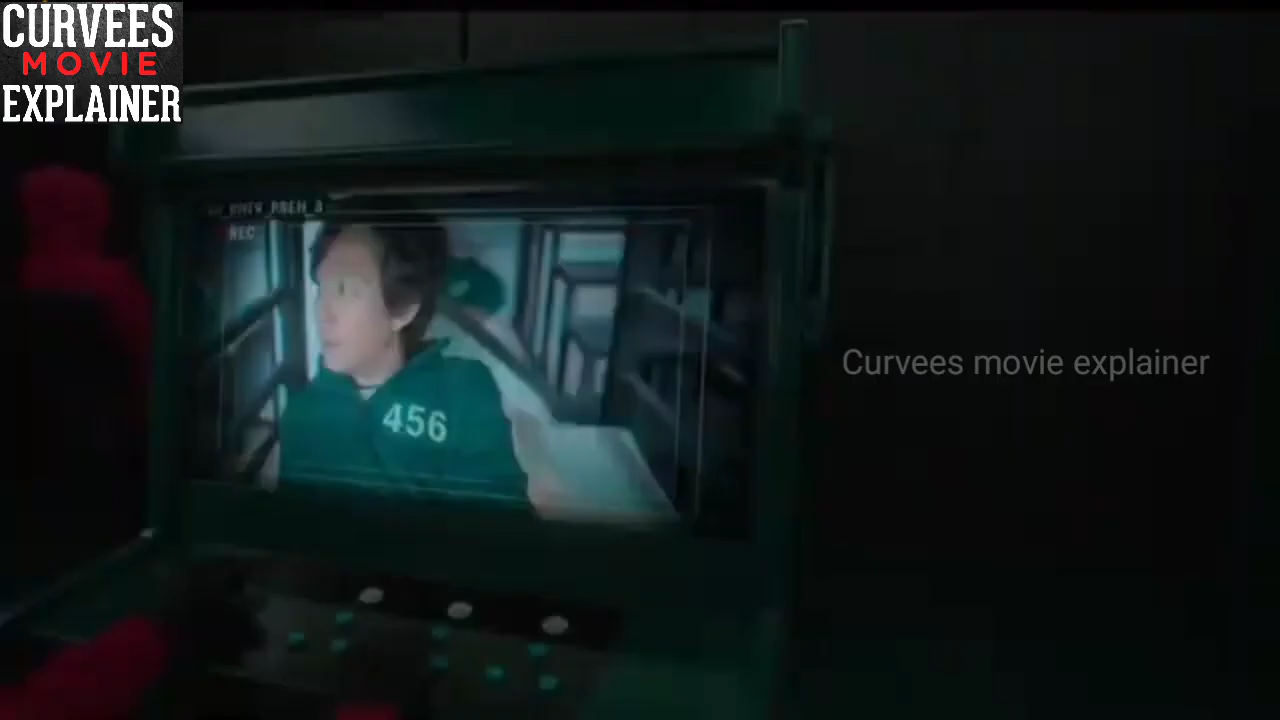 CURVEES
MOVIE
EXPLAINER
REC
456
Curvees movie explainer